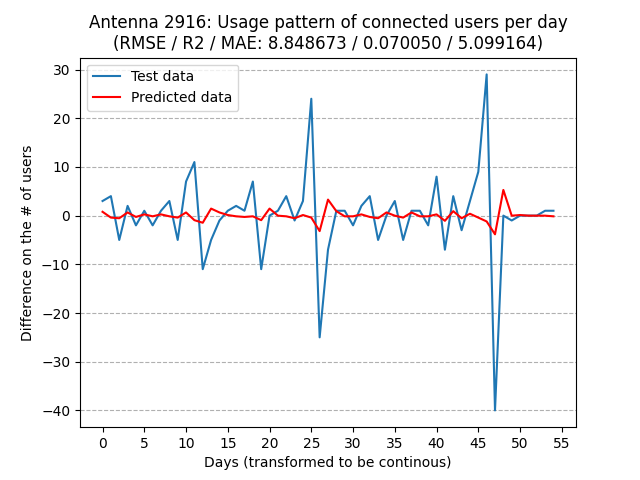 Antenna 2916: Usage pattern of connected users per day
(RMSE / R2 / MAE: 8.848673 / 0.070050 / 5.099164)
Test data
Predicted data
Difference on the # of users
30
20
10
0
−10
−20
−30
−40
0 5 10 15 20 25 30 35 40 45 50 55
Days (transformed to be continous)